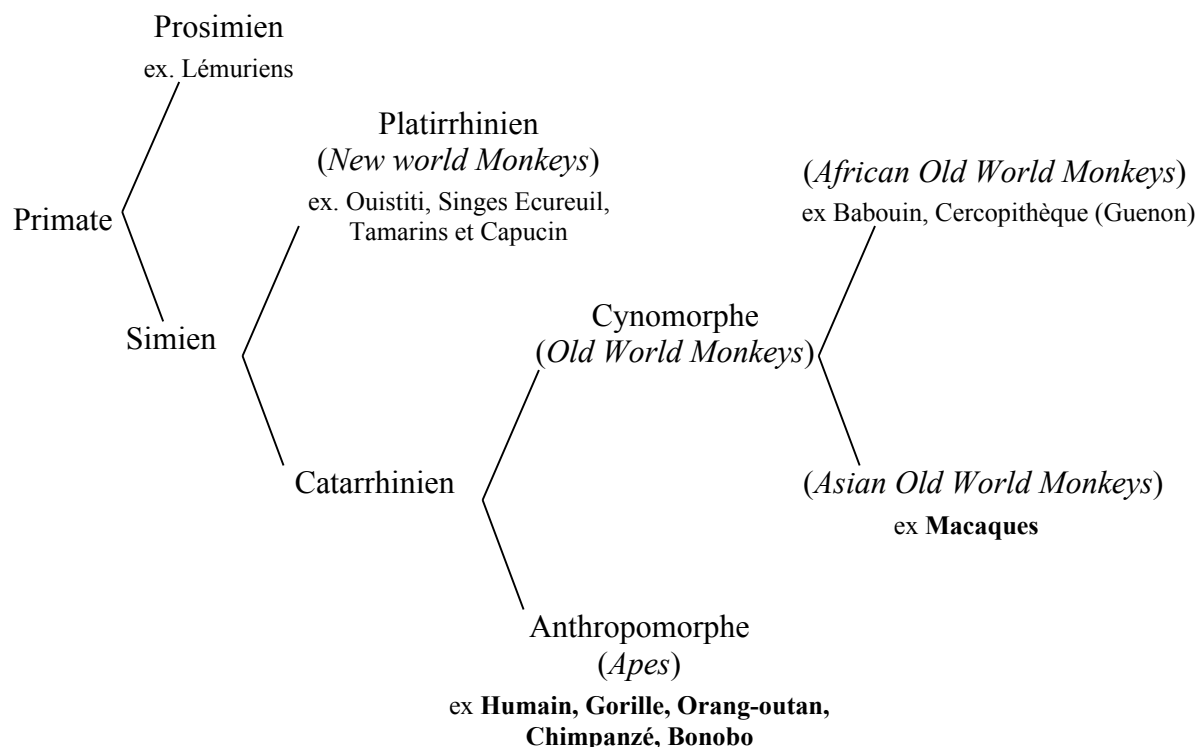 Prosimien
ex. Lémuriens
Platirrhinien
(New world Monkeys)
ex. Ouistiti, Singes Ecureuil,
Tamarins et Capucin
(African Old World Monkeys)
ex Babouin, Cercopithèque (Guenon)
Primate
Simien
Cynomorphe
(Old World Monkeys)
Catarrhinien
(Asian Old World Monkeys)
ex Macaques
Anthropomorphe
(Apes)
ex Humain, Gorille, Orang-outan,
Chimpanzé, Bonobo